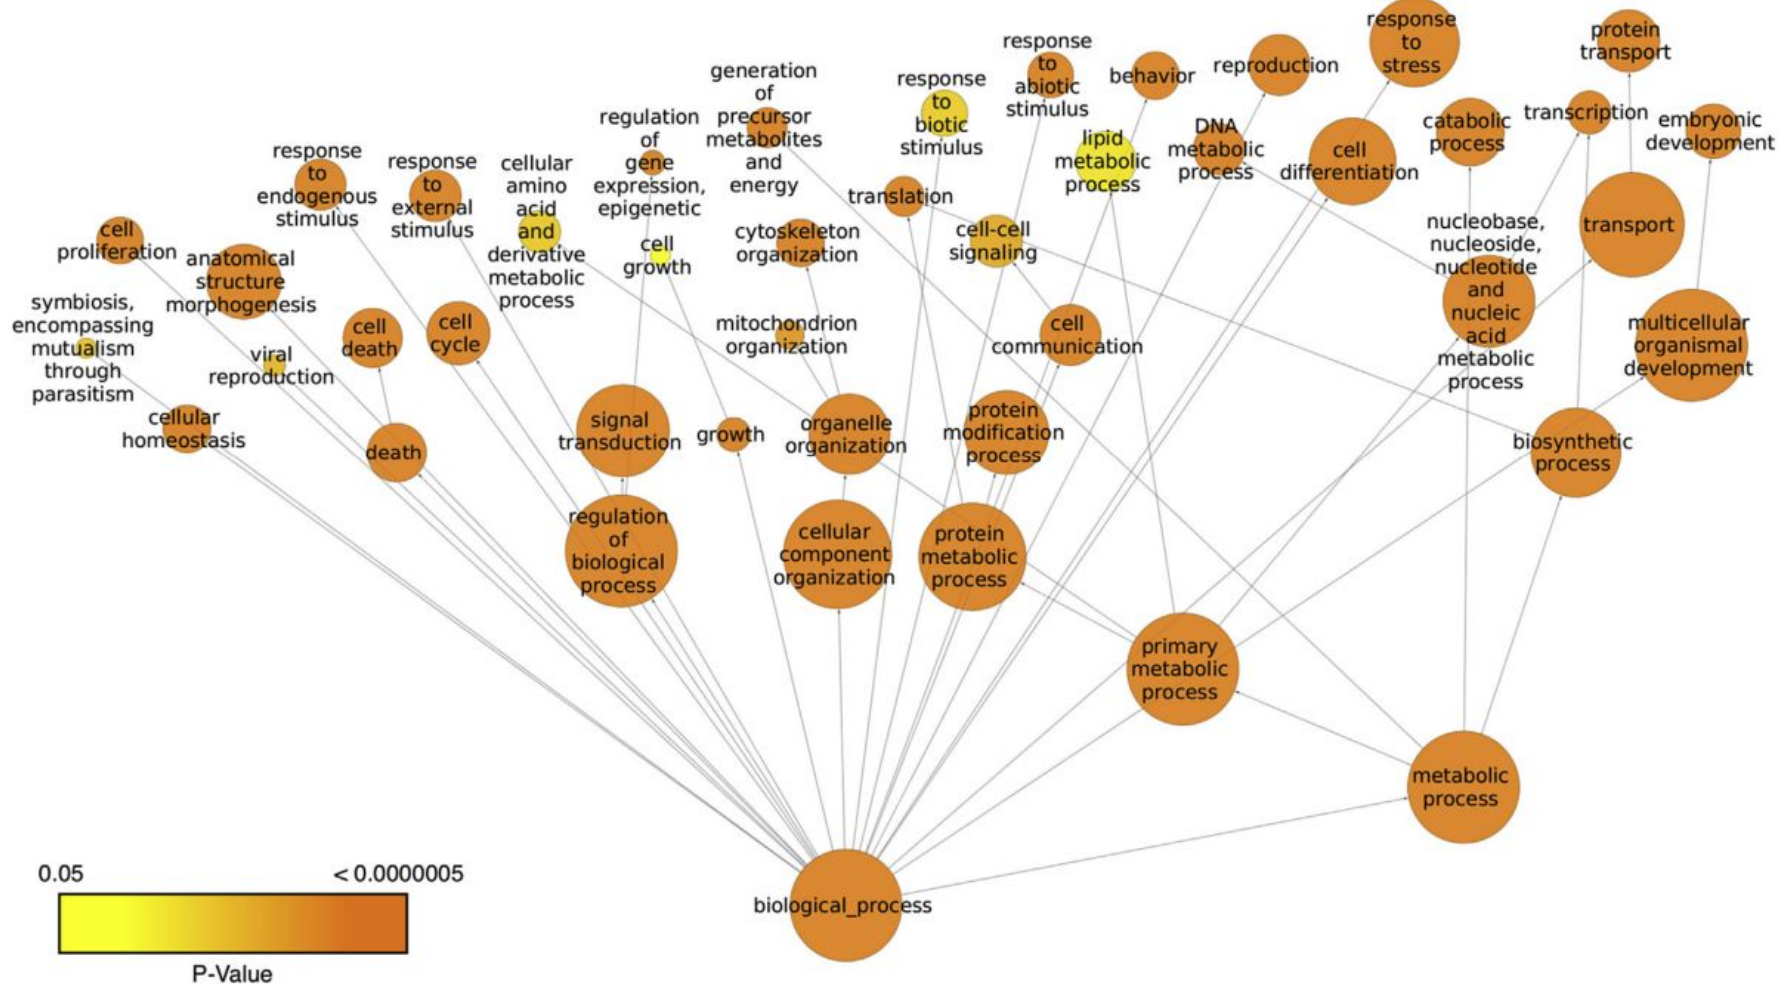 response
to
stress
protein
transport
response
to
abiotic
stimulus
behavior
reproduction
generation
of
precursor
metabolites
and
energy
response
to
biotic
stimulus
regulation
of
gene
expression,
epigenetic
lipid
metabolic
process
DNA
metabolic
process
cell
differentiation
catabolic
process
transcription
embryonic
development
response
to
endogenous
stimulus
response
to
external
stimulus
cellular
amino
acid
and
derivative
metabolic
process
translation
cell
proliferation
anatomical
structure
morphogenesis
cell
growth
cytoskeleton
organization
cell-cell
signaling
nucleobase,
nucleoside,
nucleotide
and
nucleic
acid
metabolic
process
transport
symbiosis,
encompassing
mutualism
through
parasitism
viral
reproduction
cell
death
cell
cycle
mitochondrion
organization
cell
communication
multicellular
organismal
development
cellular
homeostasis
death
signal
transduction
growth
organelle
organization
protein
modification
process
biosynthetic
process
regulation
of
biological
process
cellular
component
organization
protein
metabolic
process
primary
metabolic
process
metabolic
process
biological_process
0.05
< 0.0000005
P-Value